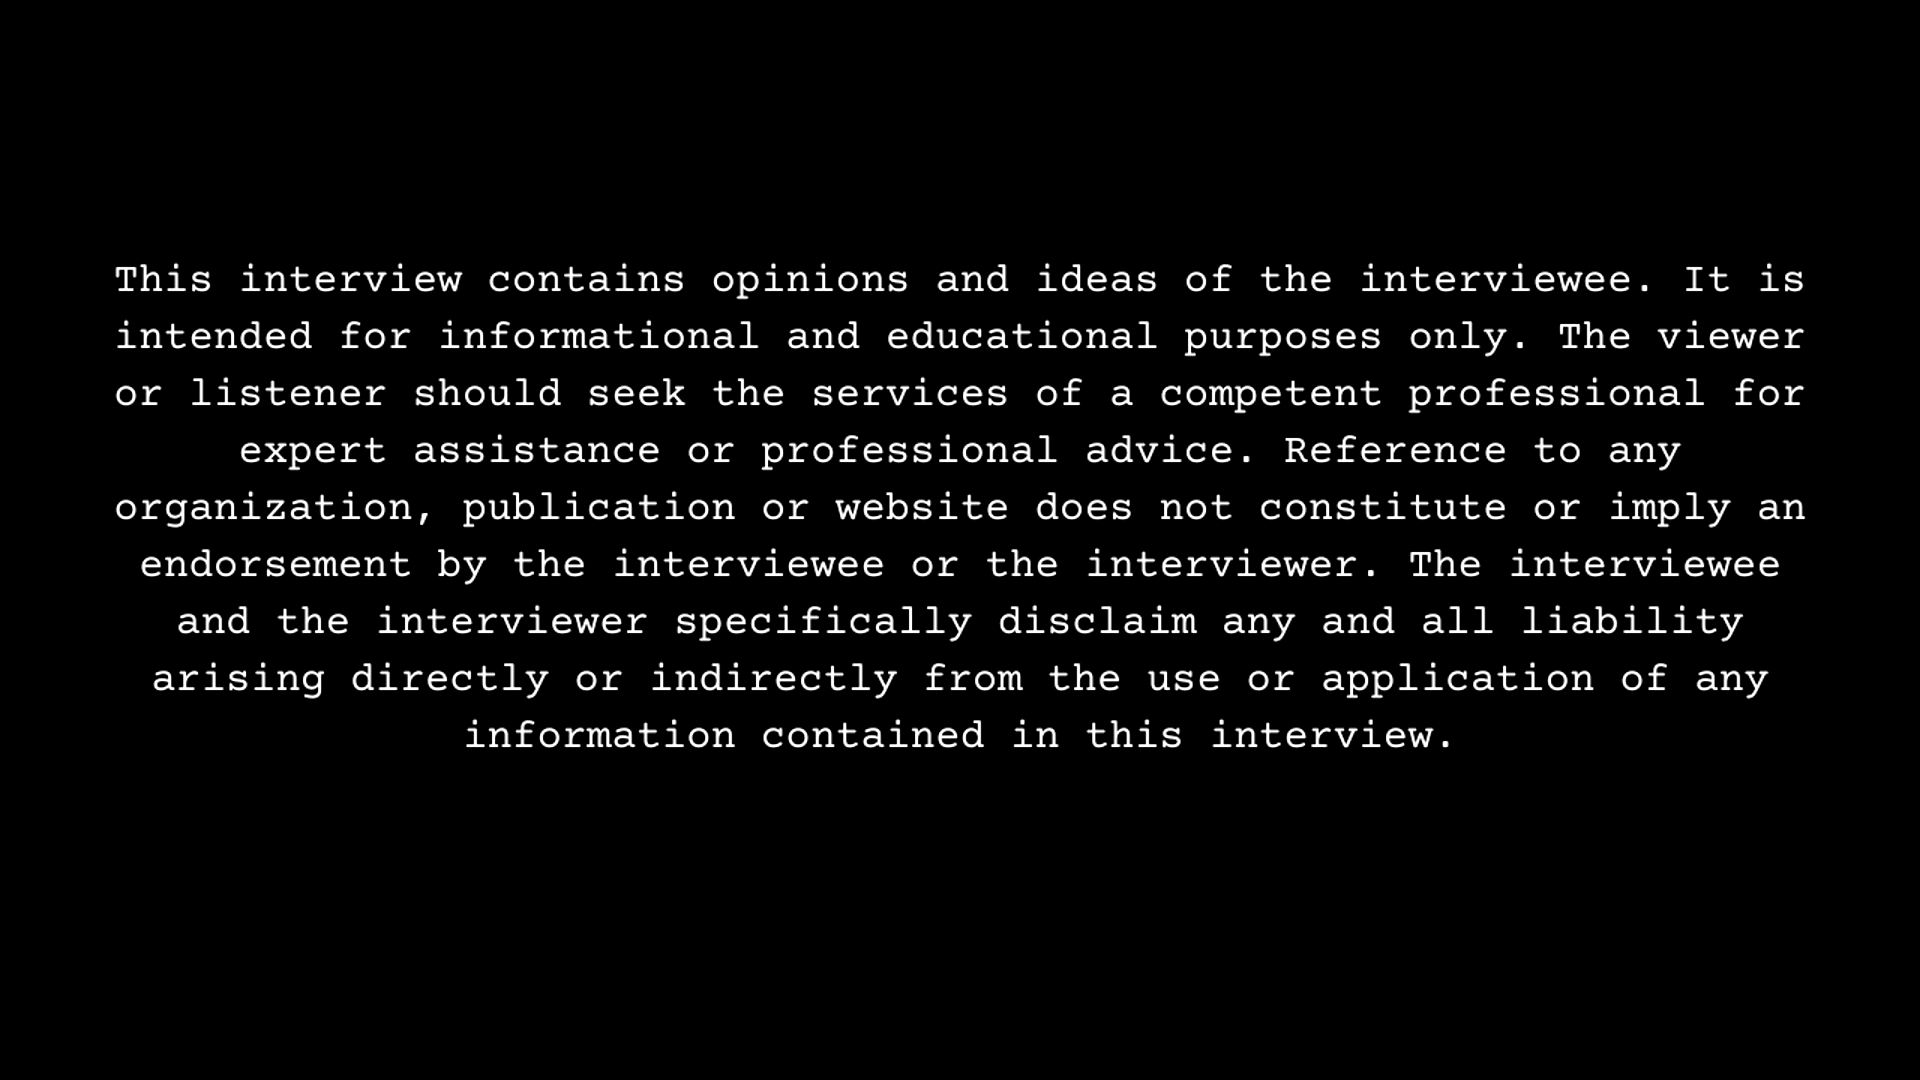 This interview contains opinions and ideas of the interviewee. It is
intended for informational and educational purposes only. The viewer
or listener should seek the services of a competent professional for
expert assistance or professional advice. Reference to any
organization, publication or website does not constitute or imply an
endorsement by the interviewee or the interviewer. The interviewee
and the interviewer specifically disclaim any and all liability
arising directly or indirectly from the use or application of any
information contained in this interview.